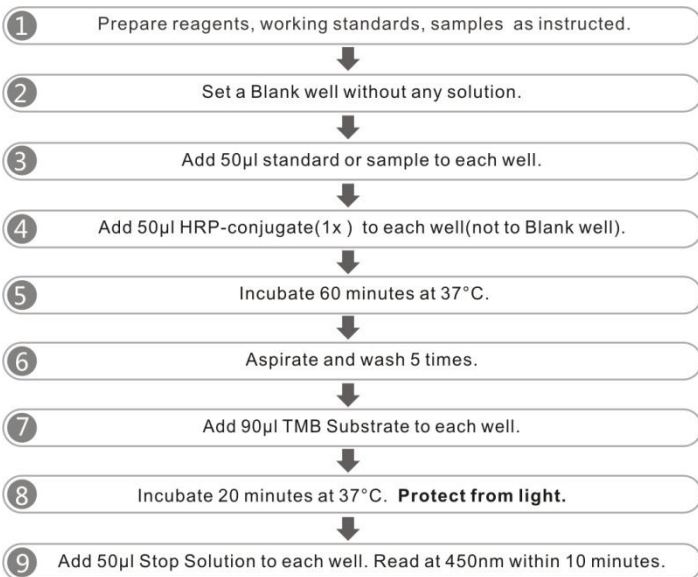 1 Prepare reagents, working standards, samples as instructed.
2 Set a Blank well without any solution.
3 Add 50μl standard or sample to each well.
4 Add 50μl HRP-conjugate(1x ) to each well(not to Blank well).
5 Incubate 60 minutes at 37°C.
6 Aspirate and wash 5 times.
7 Add 90μl TMB Substrate to each well.
8 Incubate 20 minutes at 37°C. Protect from light.
9 Add 50μl Stop Solution to each well. Read at 450nm within 10 minutes.